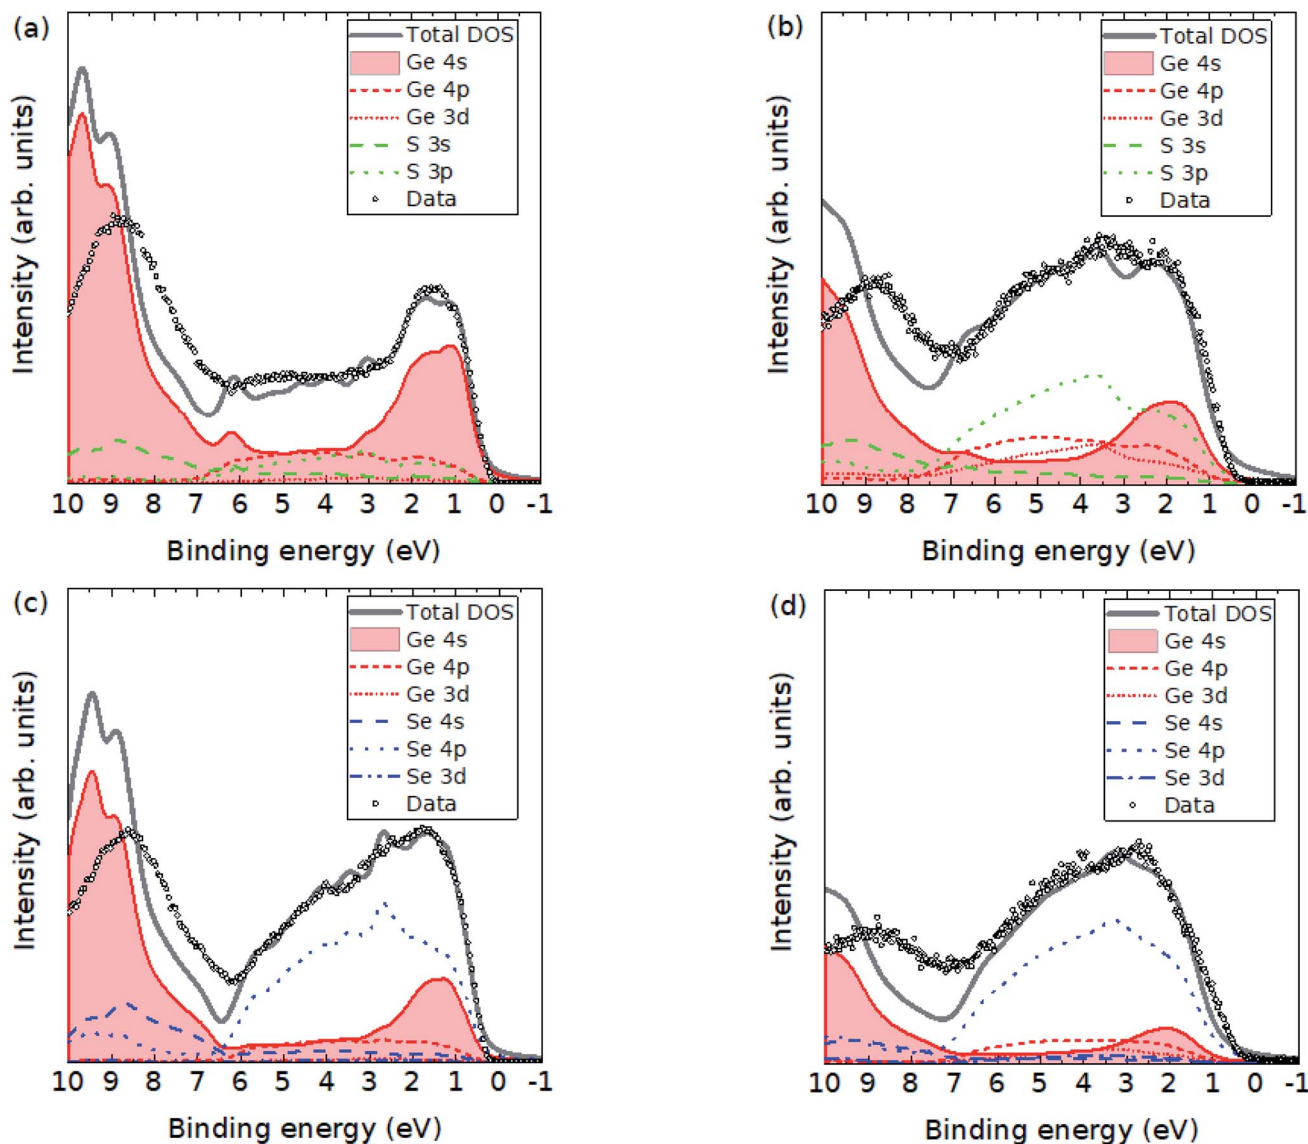 (a)
Total DOS
Ge 4s
Ge 4p
Ge 3d
S 3s
S 3p
Data
Intensity (arb. units)
10 9 8 7 6 5 4 3 2 1 0 -1
Binding energy (eV)
(b)
Total DOS
Ge 4s
Ge 4p
Ge 3d
S 3s
S 3p
Data
Intensity (arb. units)
10 9 8 7 6 5 4 3 2 1 0 -1
Binding energy (eV)
(c)
Total DOS
Ge 4s
Ge 4p
Ge 3d
Se 4s
Se 4p
Se 3d
Data
Intensity (arb. units)
10 9 8 7 6 5 4 3 2 1 0 -1
Binding energy (eV)
(d)
Total DOS
Ge 4s
Ge 4p
Ge 3d
Se 4s
Se 4p
Se 3d
Data
Intensity (arb. units)
10 9 8 7 6 5 4 3 2 1 0 -1
Binding energy (eV)